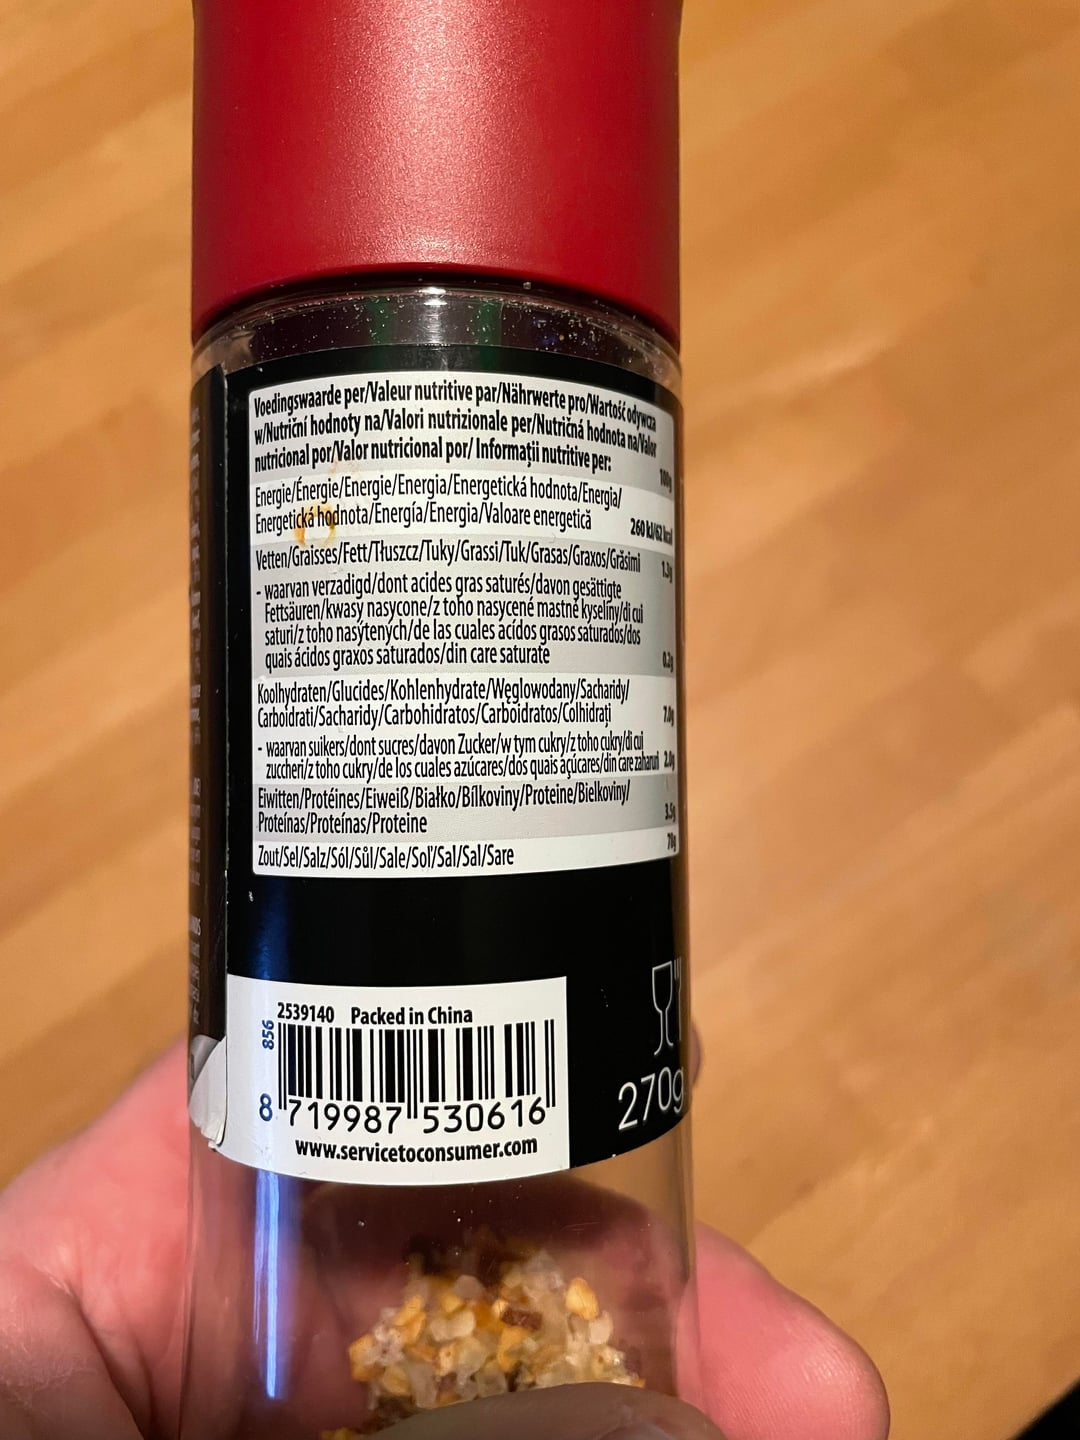 Voedingswaarde per/Valeur nutritive par/Nährwerte pro/Wartość odywcza
w/Nutriční hodnoty na/Valori nutrizionale per/Nutričná hodnota na/Valor
nutricional por/Valor nutricional por/ Informații nutritive per:
100g
Energie/Énergie/Energie/Energia/Energetická hodnota/Energia/
Energetická hodnota/Energía/Energia/Valoare energetică
260 kJ/62 kcal
Vetten/Graisses/Fett/Tłuszcz/Tuky/Grassi/Tuk/Grasas/Graxos/Grăsimi
1.3g
- waarvan verzadigd/dont acides gras saturés/davon gesättigte
Fettsäuren/kwasy nasycone/z toho nasycené mastné kyseliny/di cui
saturi/z toho nasýtených/de las cuales acídos grasos saturados/dos
quais ácidos graxos saturados/din care saturate
0.2g
Koolhydraten/Glucides/Kohlenhydrate/Węglowodany/Sacharidy/
Carboidrati/Sacharidy/Carbohidratos/Carboidratos/Colhidrați
7.0g
- waarvan suikers/dont sucres/davon Zucker/w tym cukry/z toho cukry/di cui
zuccheri/z toho cukry/de los cuales azúcares/dos quais açúcares/din care zaharuri 2.0g
Eiwitten/Protéines/Eiweiß/Białko/Bílkoviny/Proteine/Bielkoviny/
Proteínas/Proteínas/Proteine
3.5g
Zout/Sel/Salz/Sól/Sůl/Sale/Soľ/Sal/Sal/Sare
78g
2539140 Packed in China
856
8 719987 530616
www.servicetoconsumer.com
270g